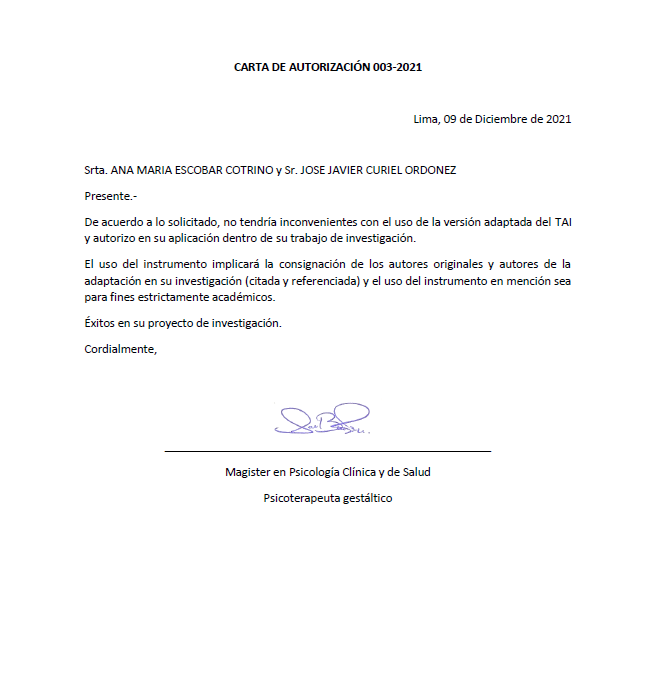 CARTA DE AUTORIZACIÓN 003-2021
Lima, 09 de Diciembre de 2021
Srta. ANA MARIA ESCOBAR COTRINO y Sr. JOSE JAVIER CURIEL ORDONEZ
Presente.-
De acuerdo a lo solicitado, no tendría inconvenientes con el uso de la versión adaptada del TAI
y autorizo en su aplicación dentro de su trabajo de investigación.
El uso del instrumento implicará la consignación de los autores originales y autores de la
adaptación en su investigación (citada y referenciada) y el uso del instrumento en mención sea
para fines estrictamente académicos.
Éxitos en su proyecto de investigación.
Cordialmente,
Magister en Psicología Clínica y de Salud
Psicoterapeuta gestáltico